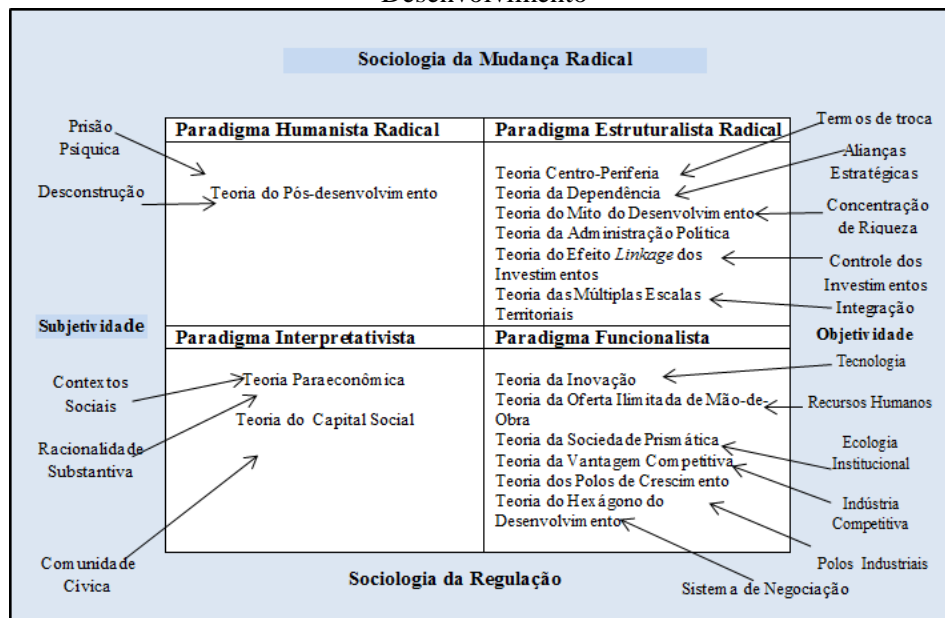 Desenvolvimento
Sociologia da Mudança Radical
Prisão
Psiquica
Desconstrução
Subjetividade
Contextos
Sociais
Racionalidade
Substantiva
Comunidade
Cívica
Paradigma Humanista Radical
Teoria do Pós-desenvolvimento
Paradigma Estruturalista Radical
Teoria Centro-Periferia
Teoria da Dependência
Teoria do Mito do Desenvolvimento
Teoria da Administração Política
Teoria do Efeito Linkage dos
Investimentos
Teoria das Múltiplas Escalas
Territoriais
Paradigma Interpretativista
Teoria Paraeconômica
Teoria do Capital Social
Paradigma Funcionalista
Teoria da Inovação
Teoria da Oferta Ilimitada de Mão-de-
Obra
Teoria da Sociedade Prismática
Teoria da Vantagem Competitiva
Teoria dos Polos de Crescimento
Teoria do Hexágono do
Desenvolvimento
Termos de troca
Alianças
Estratégicas
Concentração
de Riqueza
Controle dos
Investimentos
Integração
Objetividade
Tecnologia
Recursos Humanos
Ecologia
Institucional
Indústria
Competitiva
Polos Industriais
Sistema de Negociação
Sociologia da Regulação